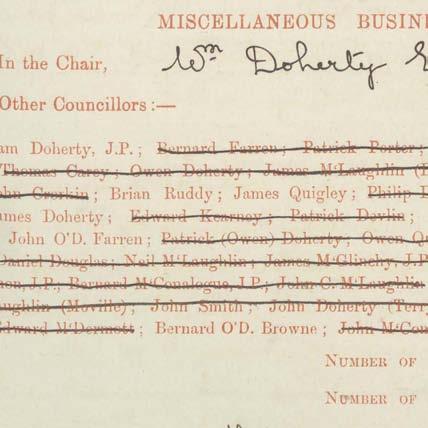 MISCELLANEOUS BUSINE
In the Chair, Wm Doherty
Other Councillors :—
am Doherty, J.P. ; Bernard Farren ; Patrick Porter ;
Thomas Carey ; Owen Doherty ; James M'Laughlin
John Crorkin ; Brian Ruddy ; James Quigley ; Philip
ames Doherty ; Edward Kearney ; Patrick Devlin ;
John O'D. Farren ; Patrick (Owen) Doherty ; Owen
Daniel Douglas ; Neil M'Laughlin ; James M'Glinchy, J.P.
J.P. ; Bernard M'Conalogue, J.P. ; John C. M'Laughlin
aughlin (Moville) ; John Smith ; John Doherty (Terry
Edward M'Dermott ; Bernard O'D. Browne ; John M'Con
NUMBER OF
NUMBER OF